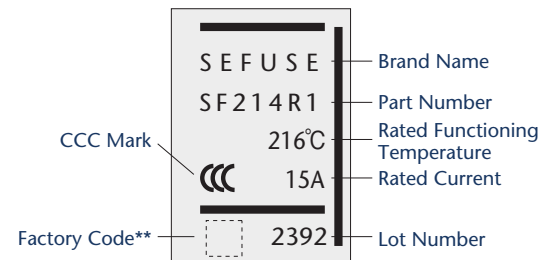 SEFUSE
Brand Name
SF214R1
Part Number
216℃
Rated Functioning
Temperature
CCC Mark
CCC
15A
Rated Current
Factory Code**
2392
Lot Number